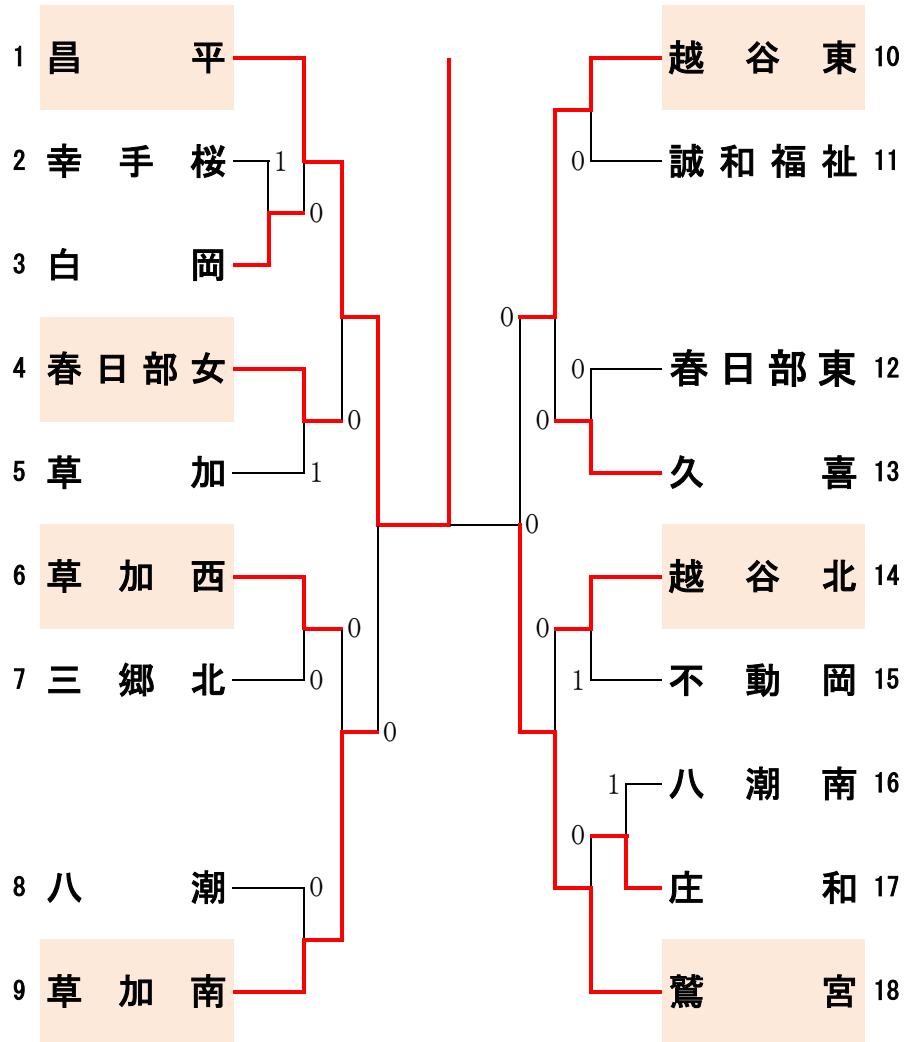 1 昌平
2 幸手桜
3 白岡
4 春日部女
5 草加
6 草加西
7 三郷北
8 八潮
9 草加南
1
0
0
1
0
0
0
0
0
0
0
0
0
0
1
1
0
越谷東 10
誠和福祉 11
春日部東 12
久喜 13
越谷北 14
不動岡 15
八潮南 16
庄和 17
鷲宮 18